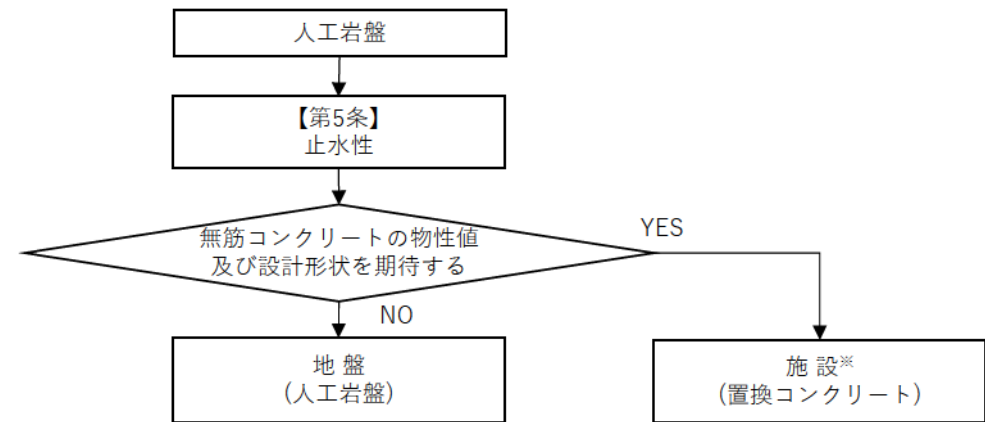 人工岩盤
【第5条】
止水性
無筋コンクリートの物性値
及び設計形状を期待する
YES
NO
地 盤
(人工岩盤)
施 設※
(置換コンクリート)